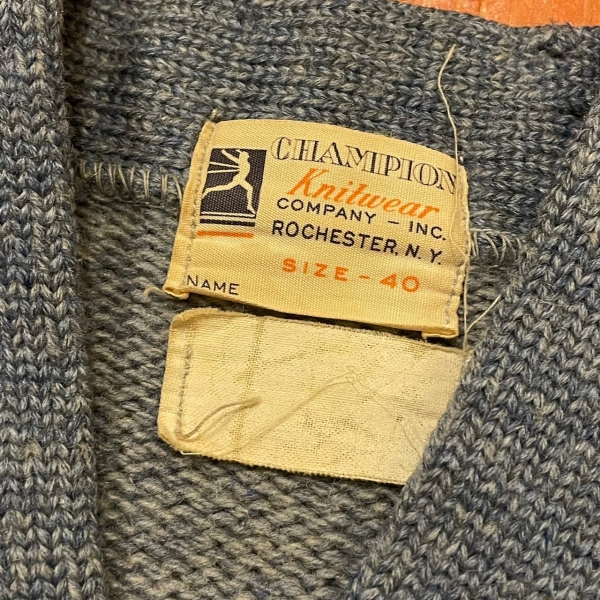 CHAMPION
Knitwear
COMPANY - INC.
ROCHESTER, N. Y.
SIZE - 40
NAME